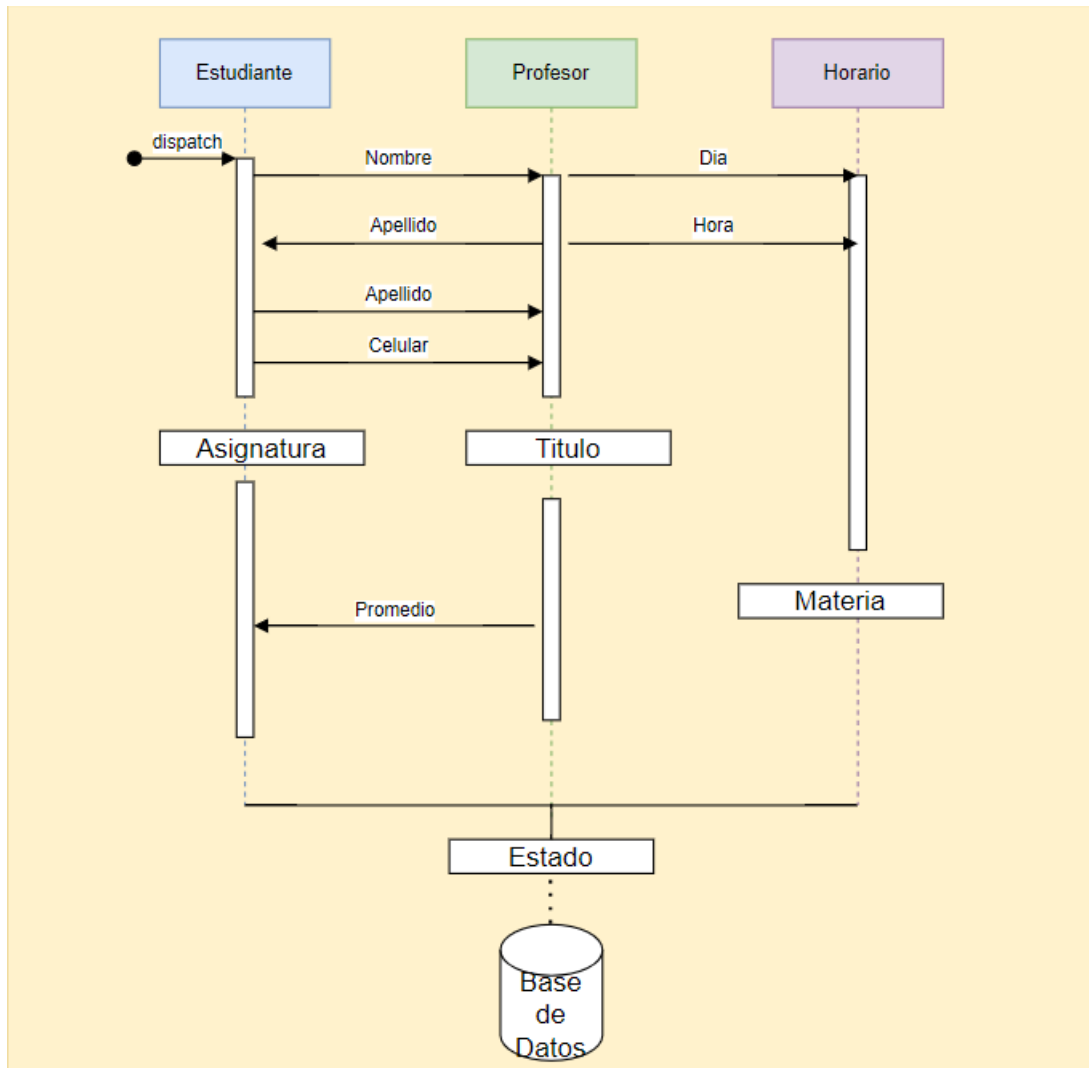 Estudiante
Profesor
Horario
dispatch
Nombre
Dia
Apellido
Hora
Apellido
Celular
Asignatura
Titulo
Materia
Promedio
Estado
Base
de
Datos